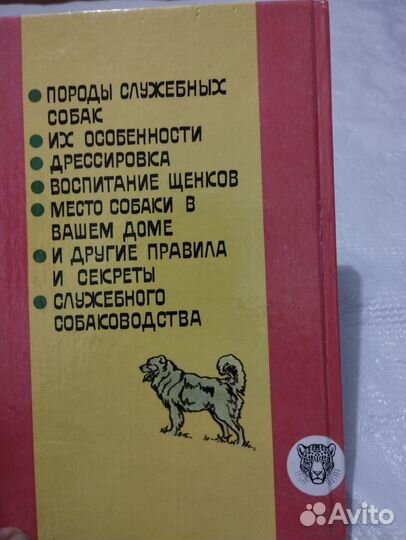 • ПОРОДЫ СЛУЖЕБНЫХ
СОБАК
• ИХ ОСОБЕННОСТИ
• ДРЕССИРОВКА
• ВОСПИТАНИЕ ЩЕНКОВ
• МЕСТО СОБАКИ В
ВАШЕМ ДОМЕ
• И ДРУГИЕ ПРАВИЛА
И СЕКРЕТЫ
• СЛУЖЕБНОГО
СОБАКОВОДСТВА
Avito